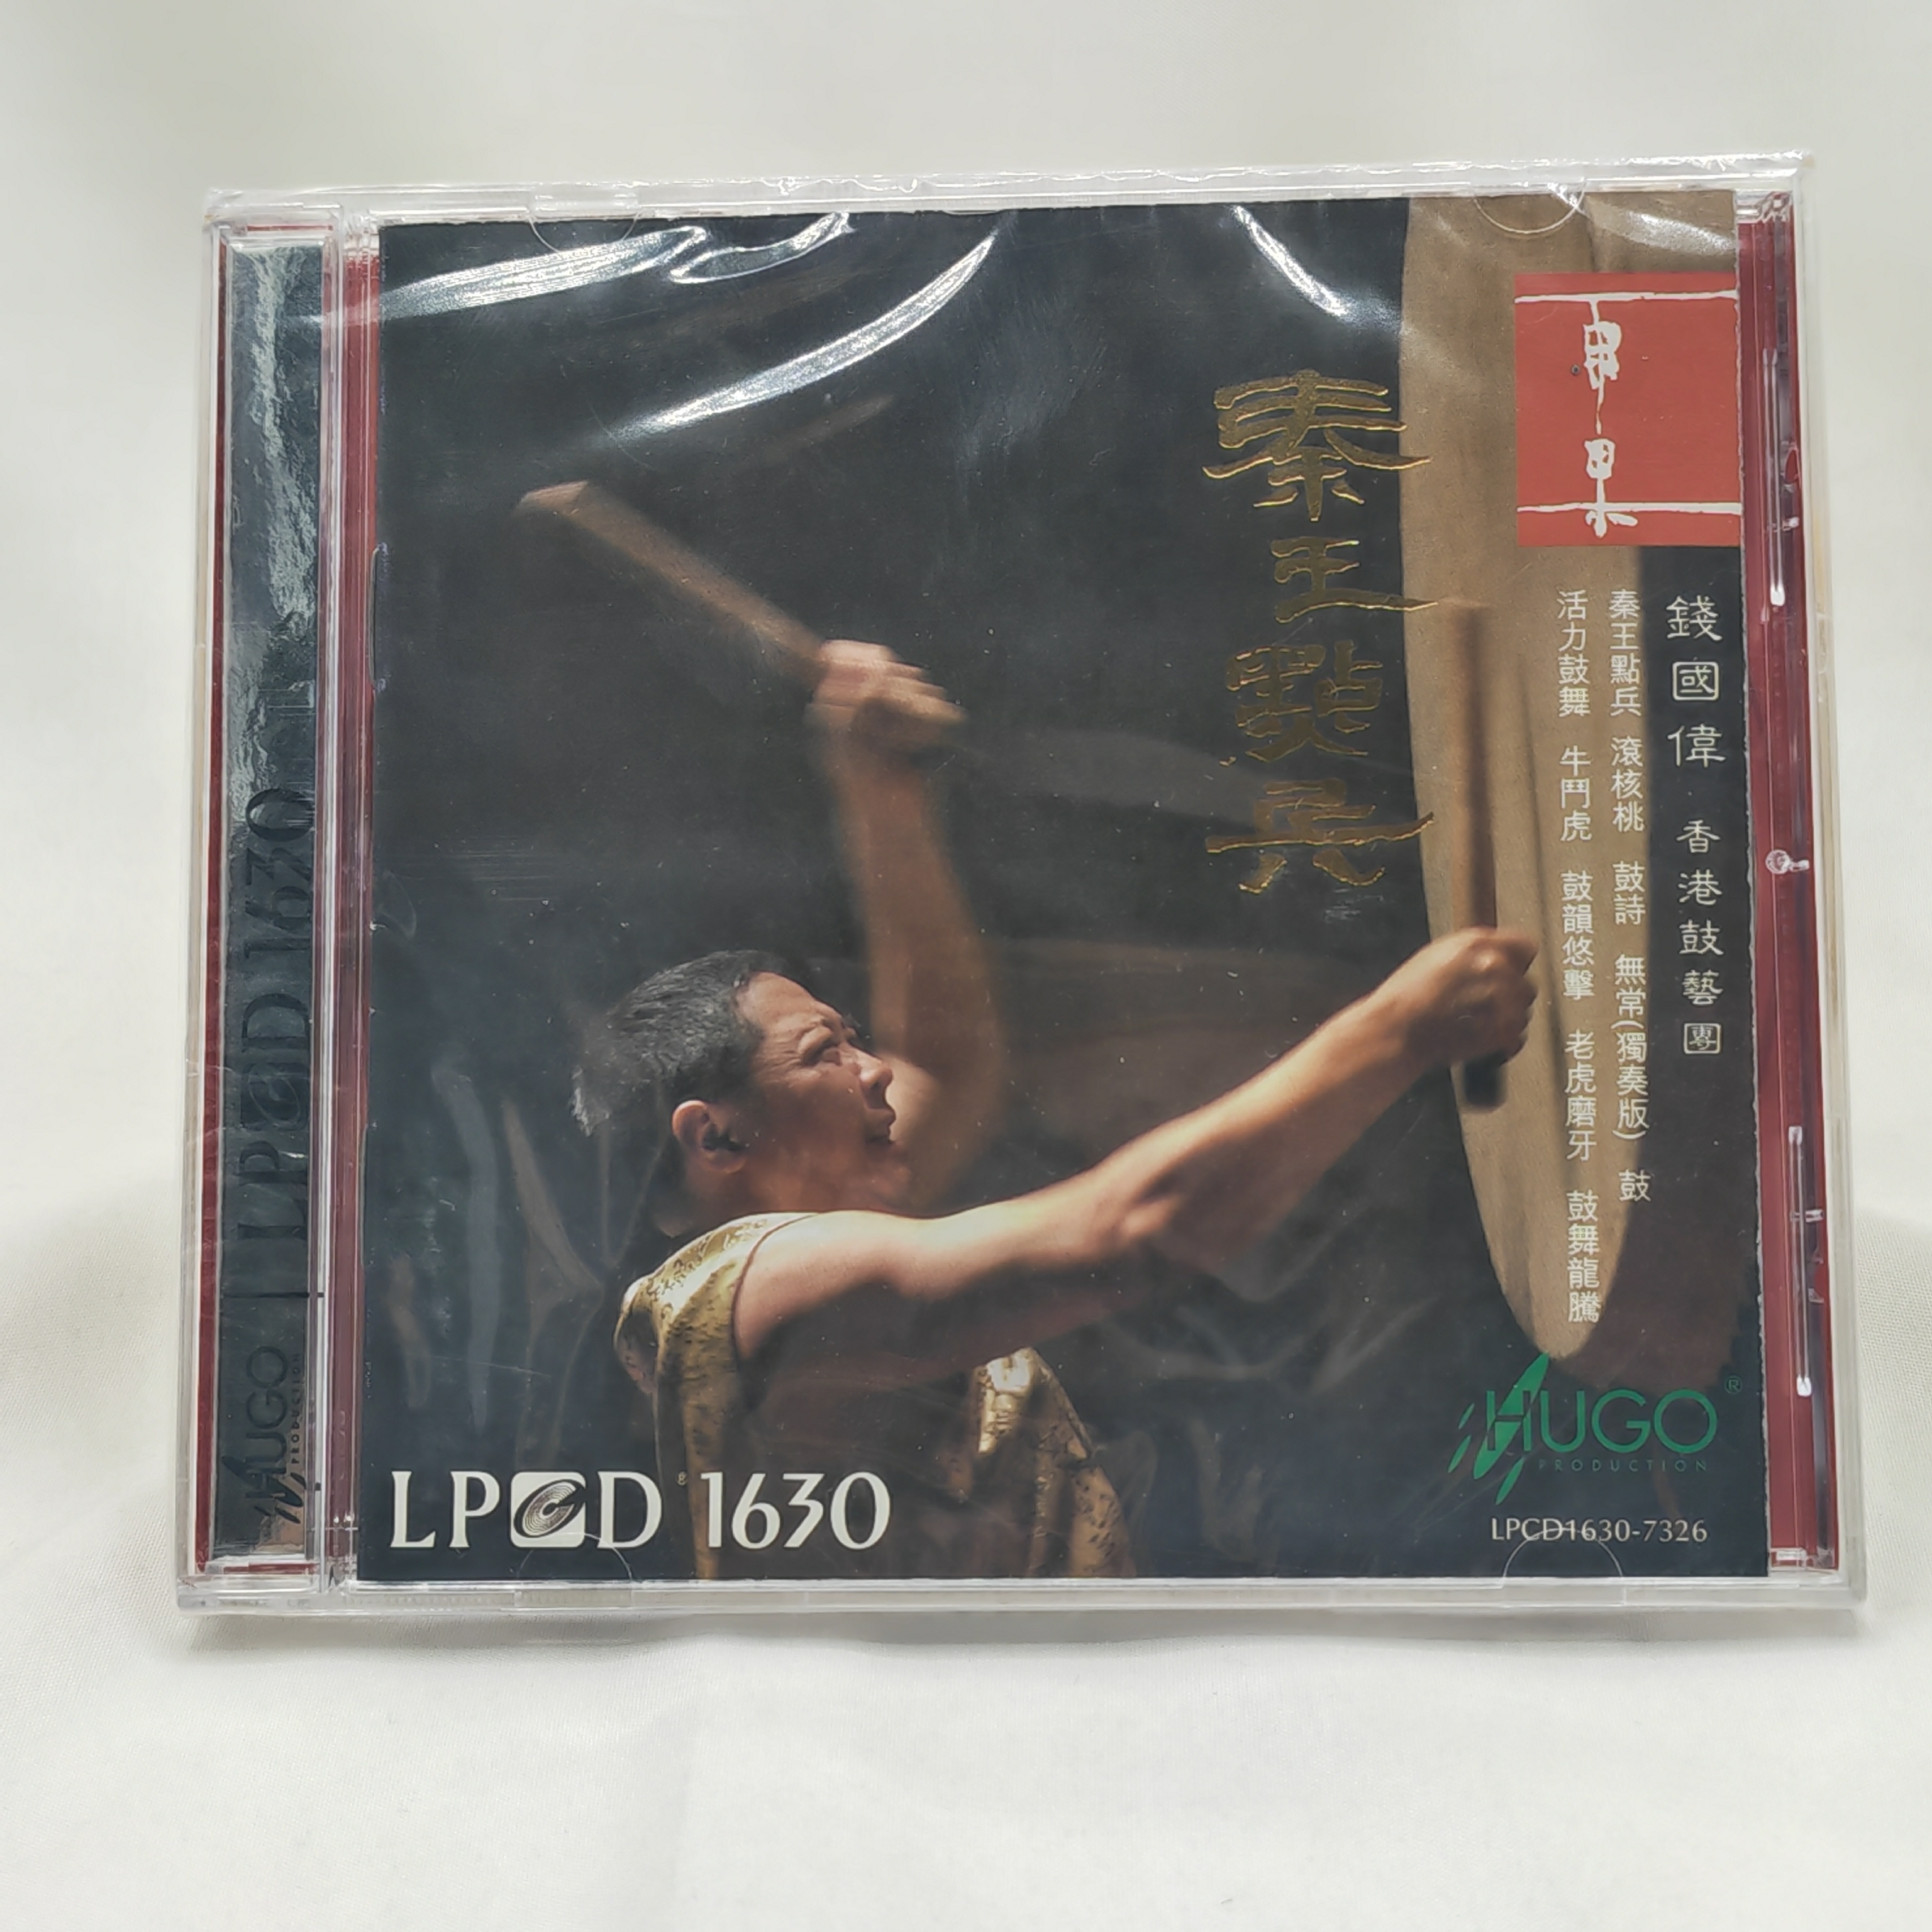 秦王點兵
錢國偉 香港鼓藝團
秦王點兵 滾核桃 鼓詩 無常(獨奏版) 鼓
活力鼓舞 牛鬥虎 鼓韻悠擊 老虎磨牙 鼓舞龍騰
HUGO®
PRODUCTION
LPCD1630-7326
LPCD 1630
LPCD 1630
HUGO
PRODUCTION